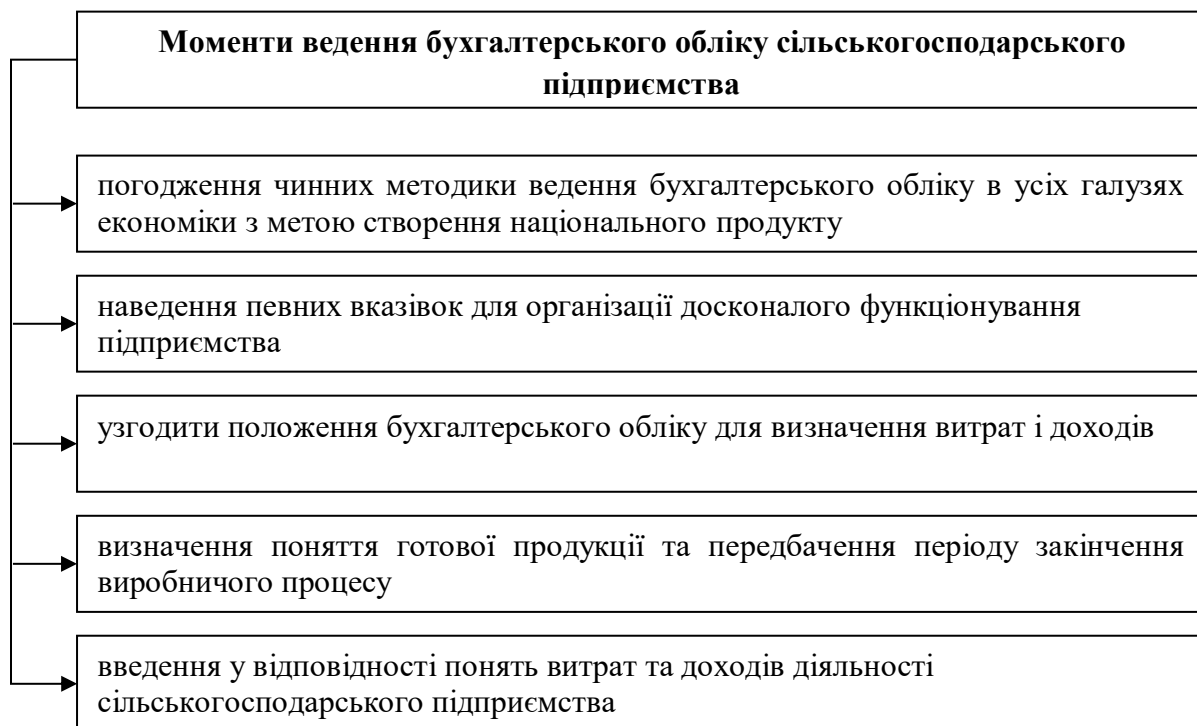 Моменти ведення бухгалтерського обліку сільськогосподарського
підприємства
погодження чинних методики ведення бухгалтерського обліку в усіх галузях
економіки з метою створення національного продукту
наведення певних вказівок для організації досконалого функціонування
підприємства
узгодити положення бухгалтерського обліку для визначення витрат і доходів
визначення поняття готової продукції та передбачення періоду закінчення
виробничого процесу
введення у відповідності понять витрат та доходів діяльності
сільськогосподарського підприємства